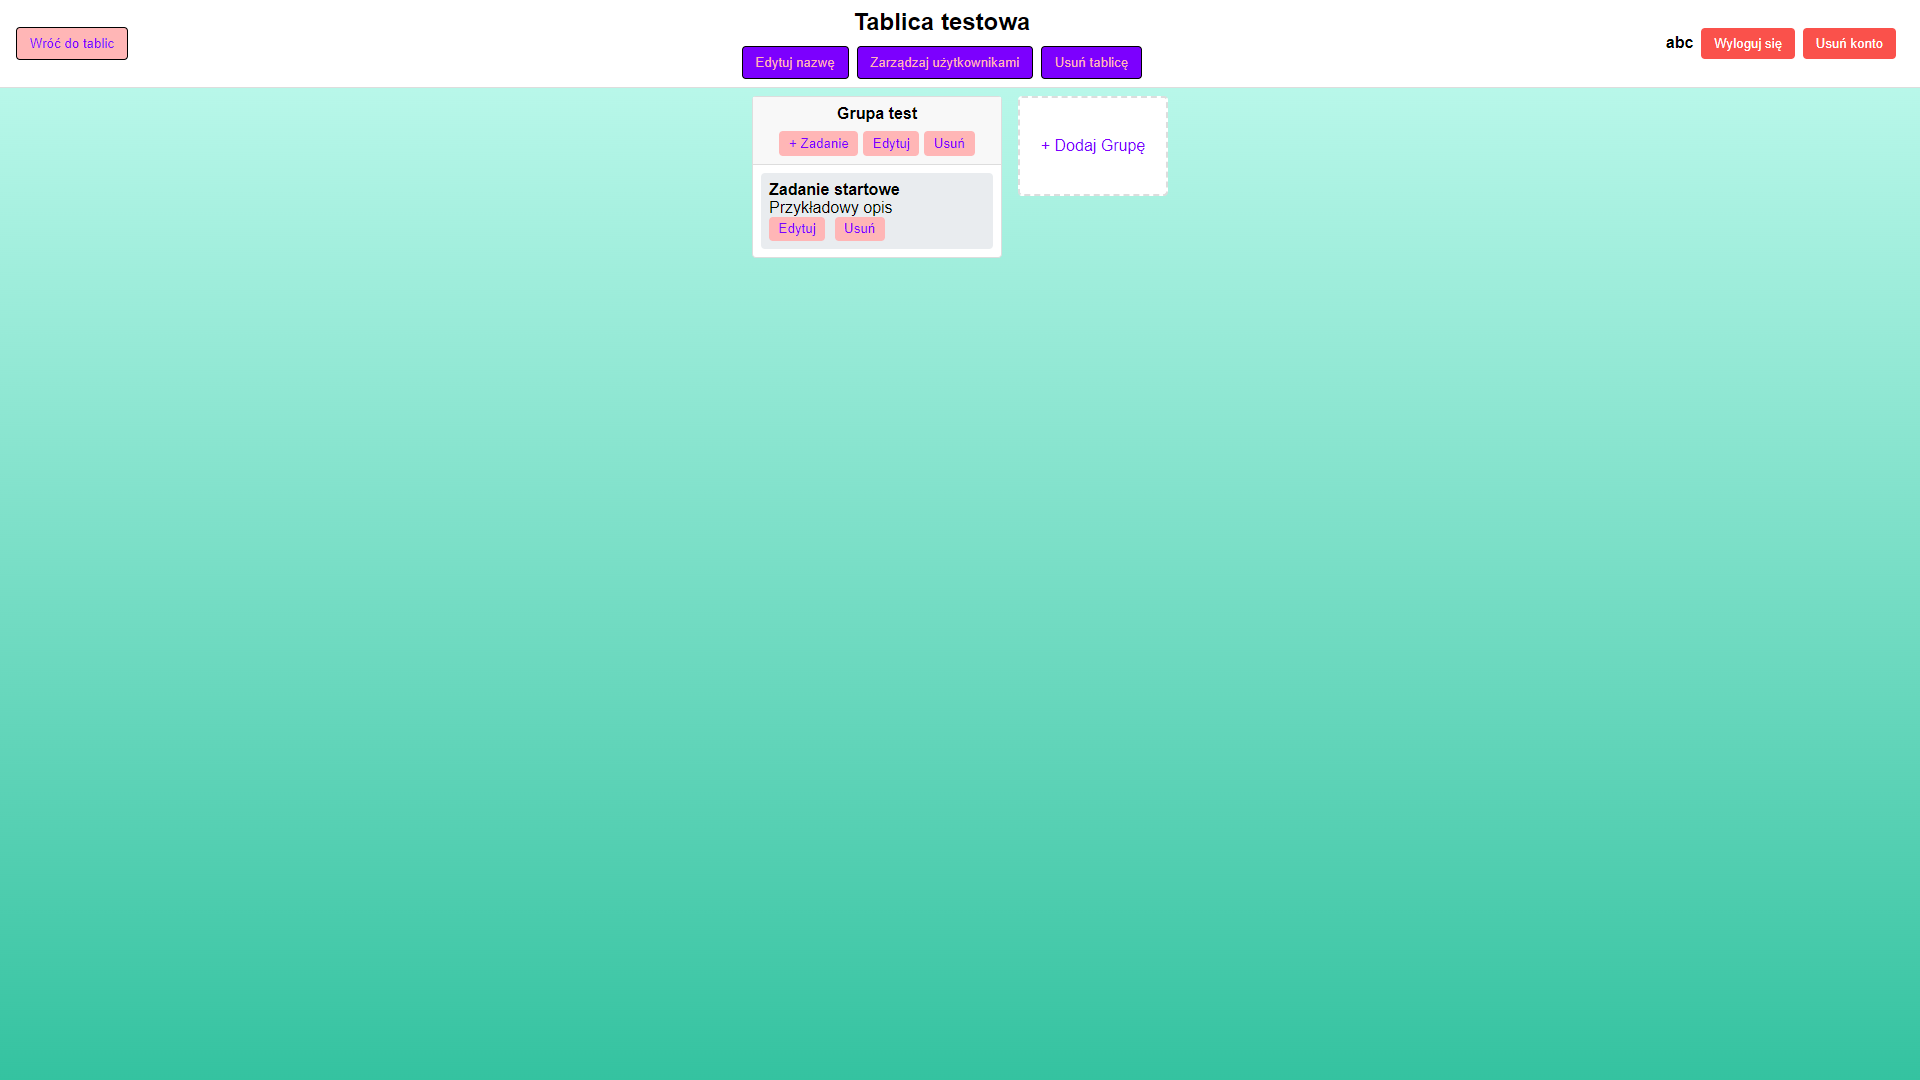 Wróć do tablic
Tablica testowa
Edytuj nazwę
Zarządzaj użytkownikami
Usuń tablicę
abc
Wyloguj się
Usuń konto
Grupa test
+ Zadanie
Edytuj
Usuń
Zadanie startowe
Przykładowy opis
Edytuj
Usuń
+ Dodaj Grupę